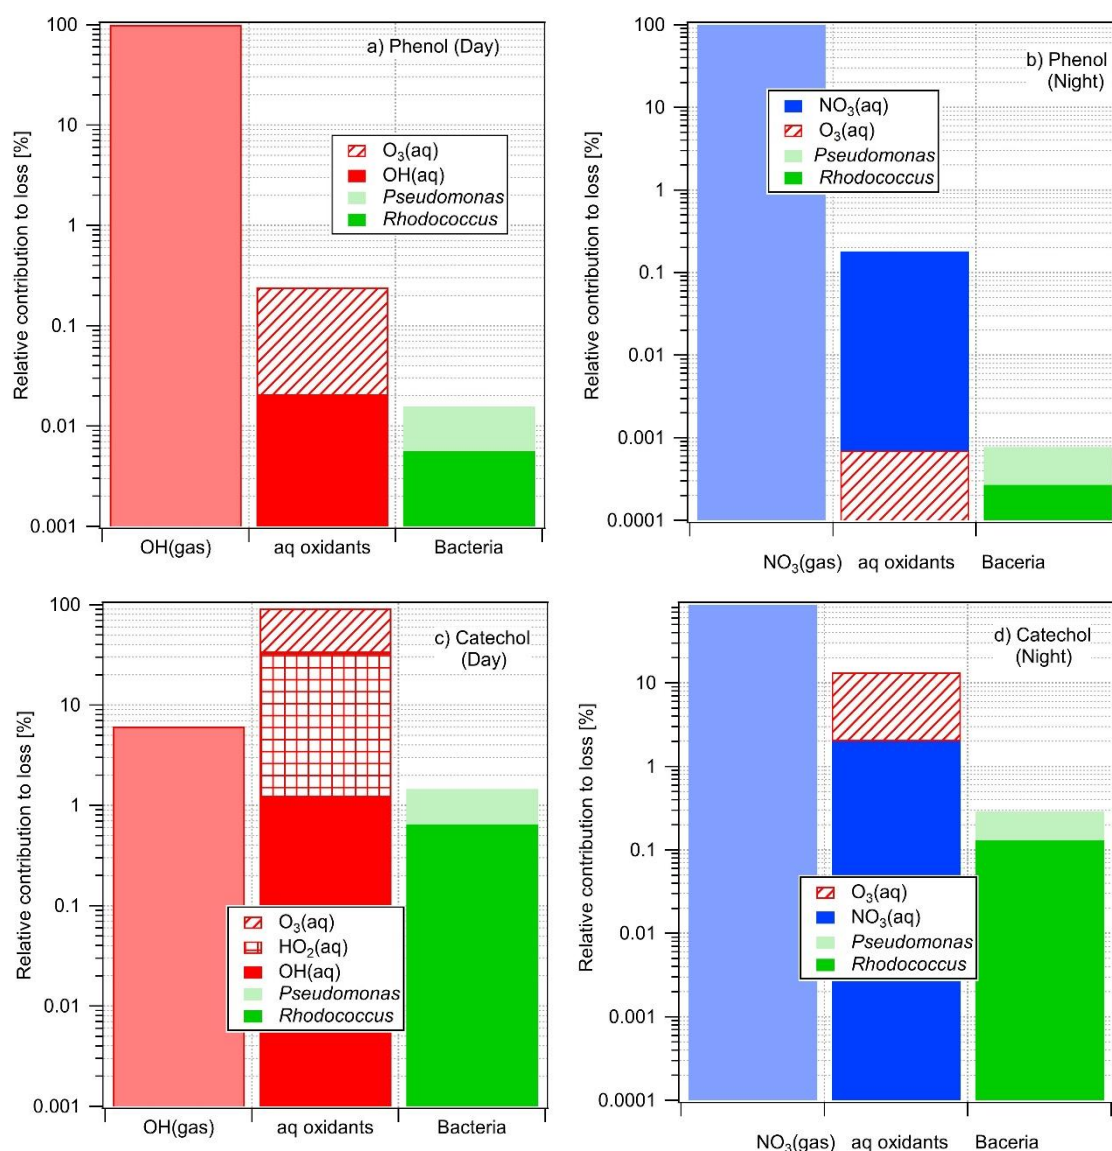 a) Phenol (Day)
Relative contribution to loss [%]
100
10
1
0.1
0.01
0.001
O₃(aq)
OH(aq)
Pseudomonas
Rhodococcus
OH(gas)
aq oxidants
Bacteria
b) Phenol
(Night)
Relative contribution to loss [%]
100
10
1
0.1
0.01
0.001
0.0001
NO₃(aq)
O₃(aq)
Pseudomonas
Rhodococcus
NO₃(gas)
aq oxidants
Baceria
c) Catechol
(Day)
Relative contribution to loss [%]
100
10
1
0.1
0.01
0.001
O₃(aq)
HO₂(aq)
OH(aq)
Pseudomonas
Rhodococcus
OH(gas)
aq oxidants
Bacteria
d) Catechol
(Night)
Relative contribution to loss [%]
10
1
0.1
0.01
0.001
0.0001
O₃(aq)
NO₃(aq)
Pseudomonas
Rhodococcus
NO₃(gas)
aq oxidants
Baceria